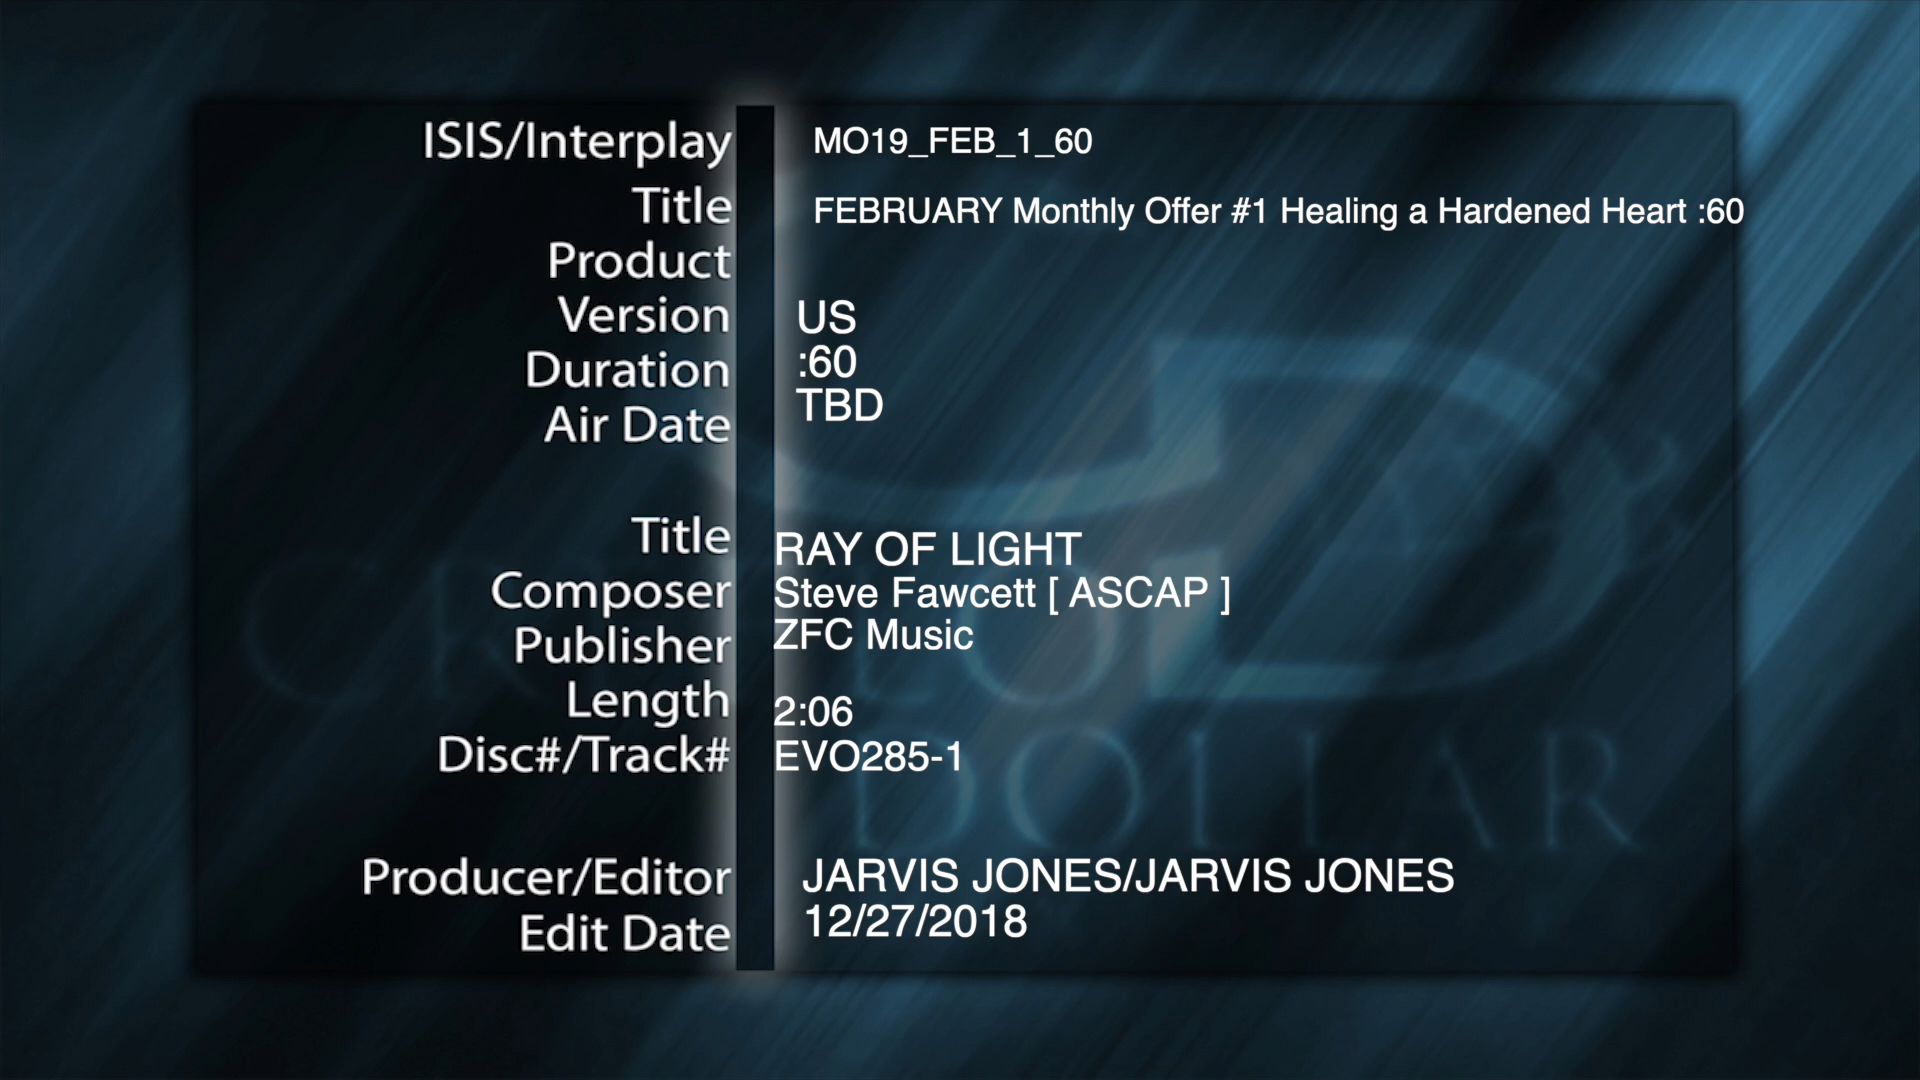 ISIS/Interplay MO19_FEB_1_60
Title FEBRUARY Monthly Offer #1 Healing a Hardened Heart :60
Product
Version US
Duration :60
Air Date TBD
Title RAY OF LIGHT
Composer Steve Fawcett [ ASCAP ]
Publisher ZFC Music
Length 2:06
Disc#/Track# EVO285-1
DOLLAR
Producer/Editor JARVIS JONES/JARVIS JONES
Edit Date 12/27/2018